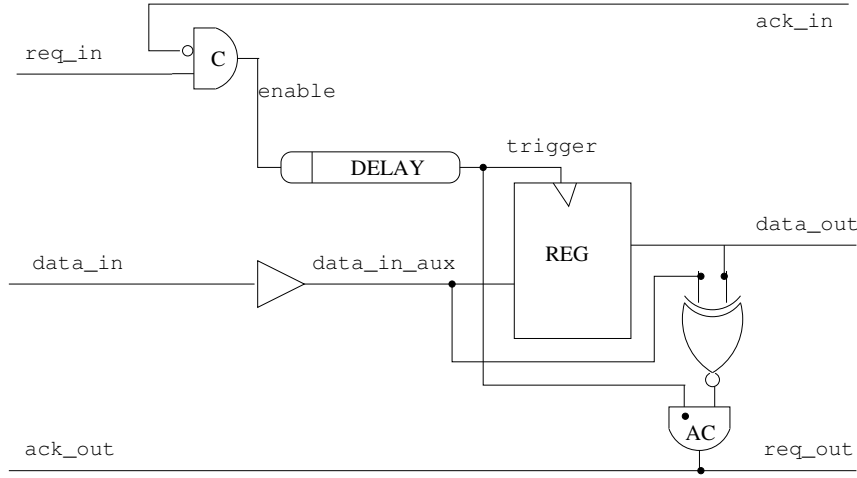 ack_in
req_in
C
enable
trigger
DELAY
data_out
REG
data_in
data_in_aux
AC
ack_out
req_out